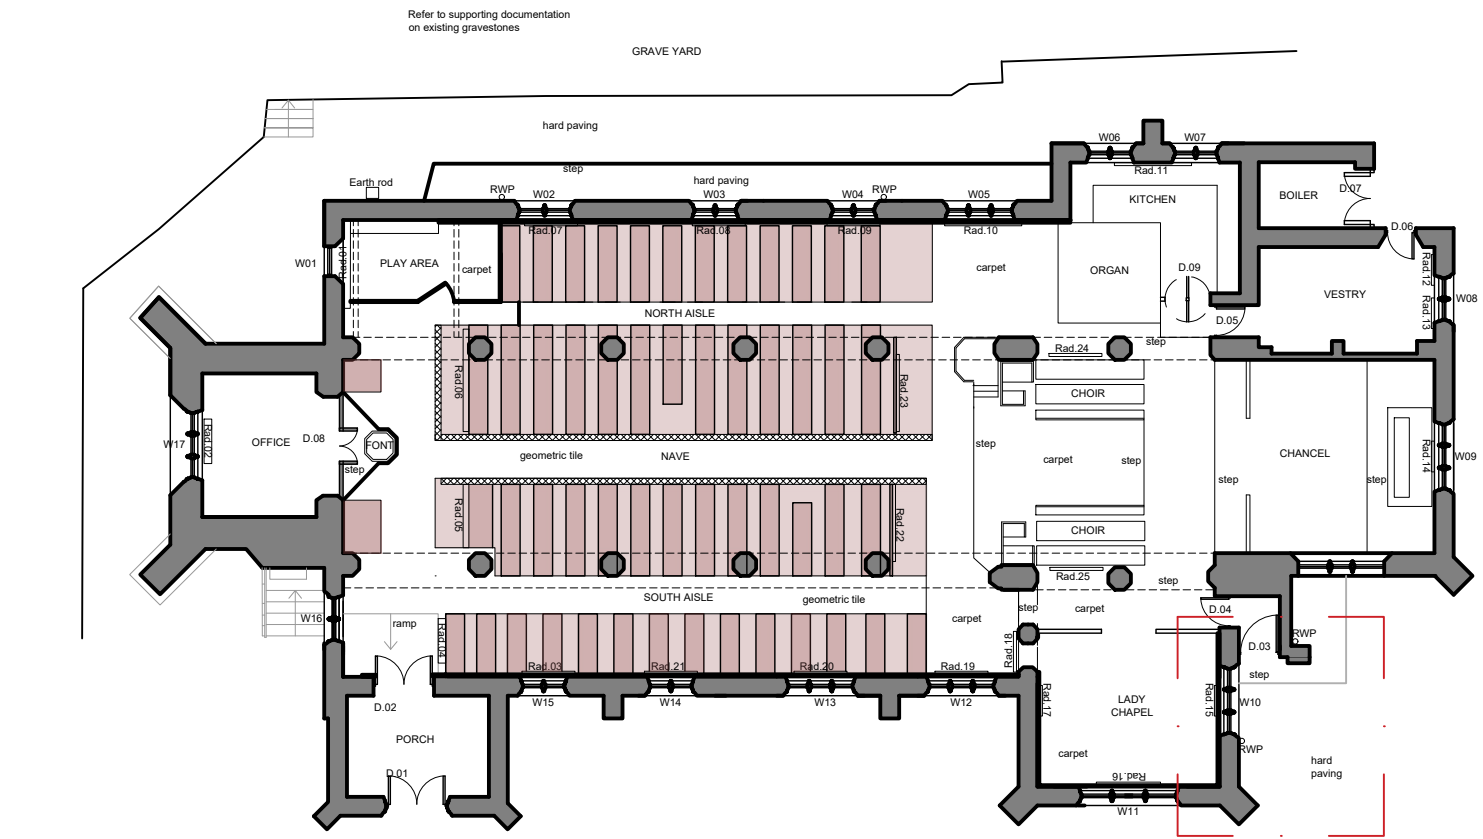 Refer to supporting documentation
on existing gravestones
GRAVE YARD
hard paving
W06
W07
step
Rad.11
hard paving
Earth rod
RWP
W02
W03
W04
RWP
W05
KITCHEN
BOILER
D.07
Rad.07
Rad.08
Rad.09
Rad.10
D.06
W01
Rad.01
PLAY AREA
carpet
carpet
ORGAN
D.09
Rad.12
VESTRY
Rad.13
W08
NORTH AISLE
D.05
step
Rad.24
Rad.06
Rad.23
CHOIR
W17
Rad.02
OFFICE
D.08
FONT
step
geometric tile
NAVE
step
carpet
step
CHANCEL
Rad.14
W09
step
step
Rad.05
Rad.22
CHOIR
Rad.25
step
SOUTH AISLE
geometric tile
W16
ramp
Rad.04
carpet
step
carpet
D.04
RWP
D.03
Rad.18
step
Rad.03
Rad.21
Rad.20
Rad.19
W15
W14
W13
W12
Rad.17
LADY
CHAPEL
Rad.15
W10
D.02
PORCH
RWP
carpet
hard
paving
D.01
Rad.16
W11